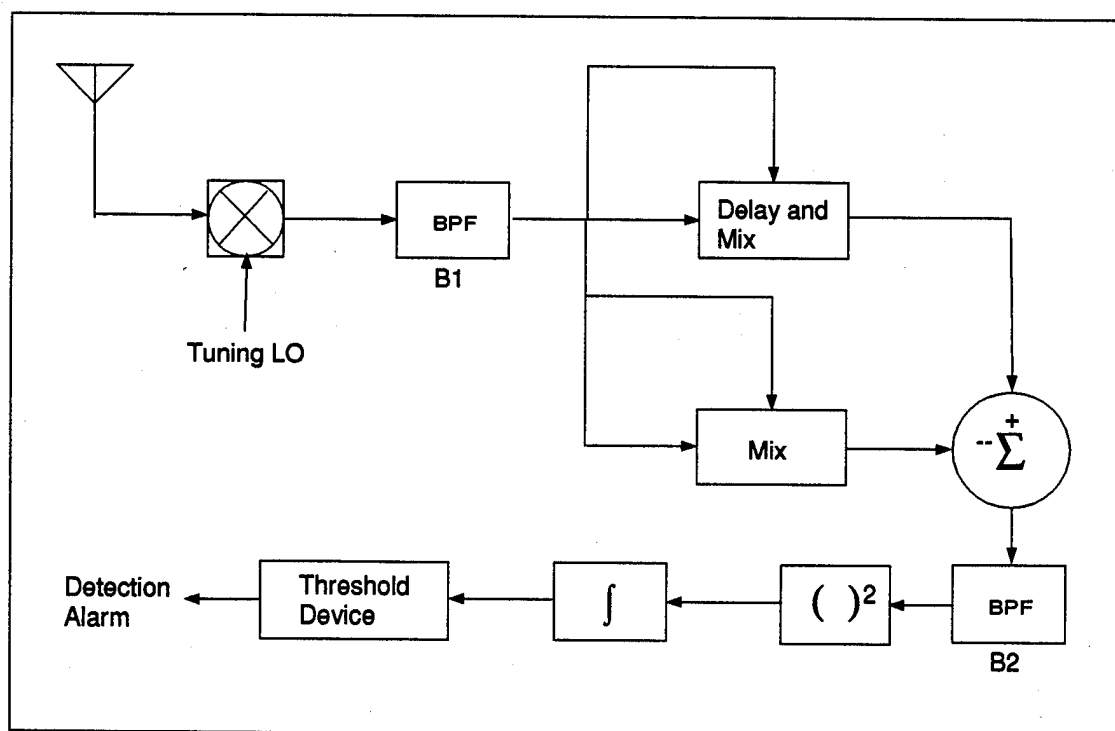 Delay and
Mix
BPF
B1
Tuning LO
Mix
+
-- Σ
Detection
Alarm
Threshold
Device
∫
( )²
BPF
B2